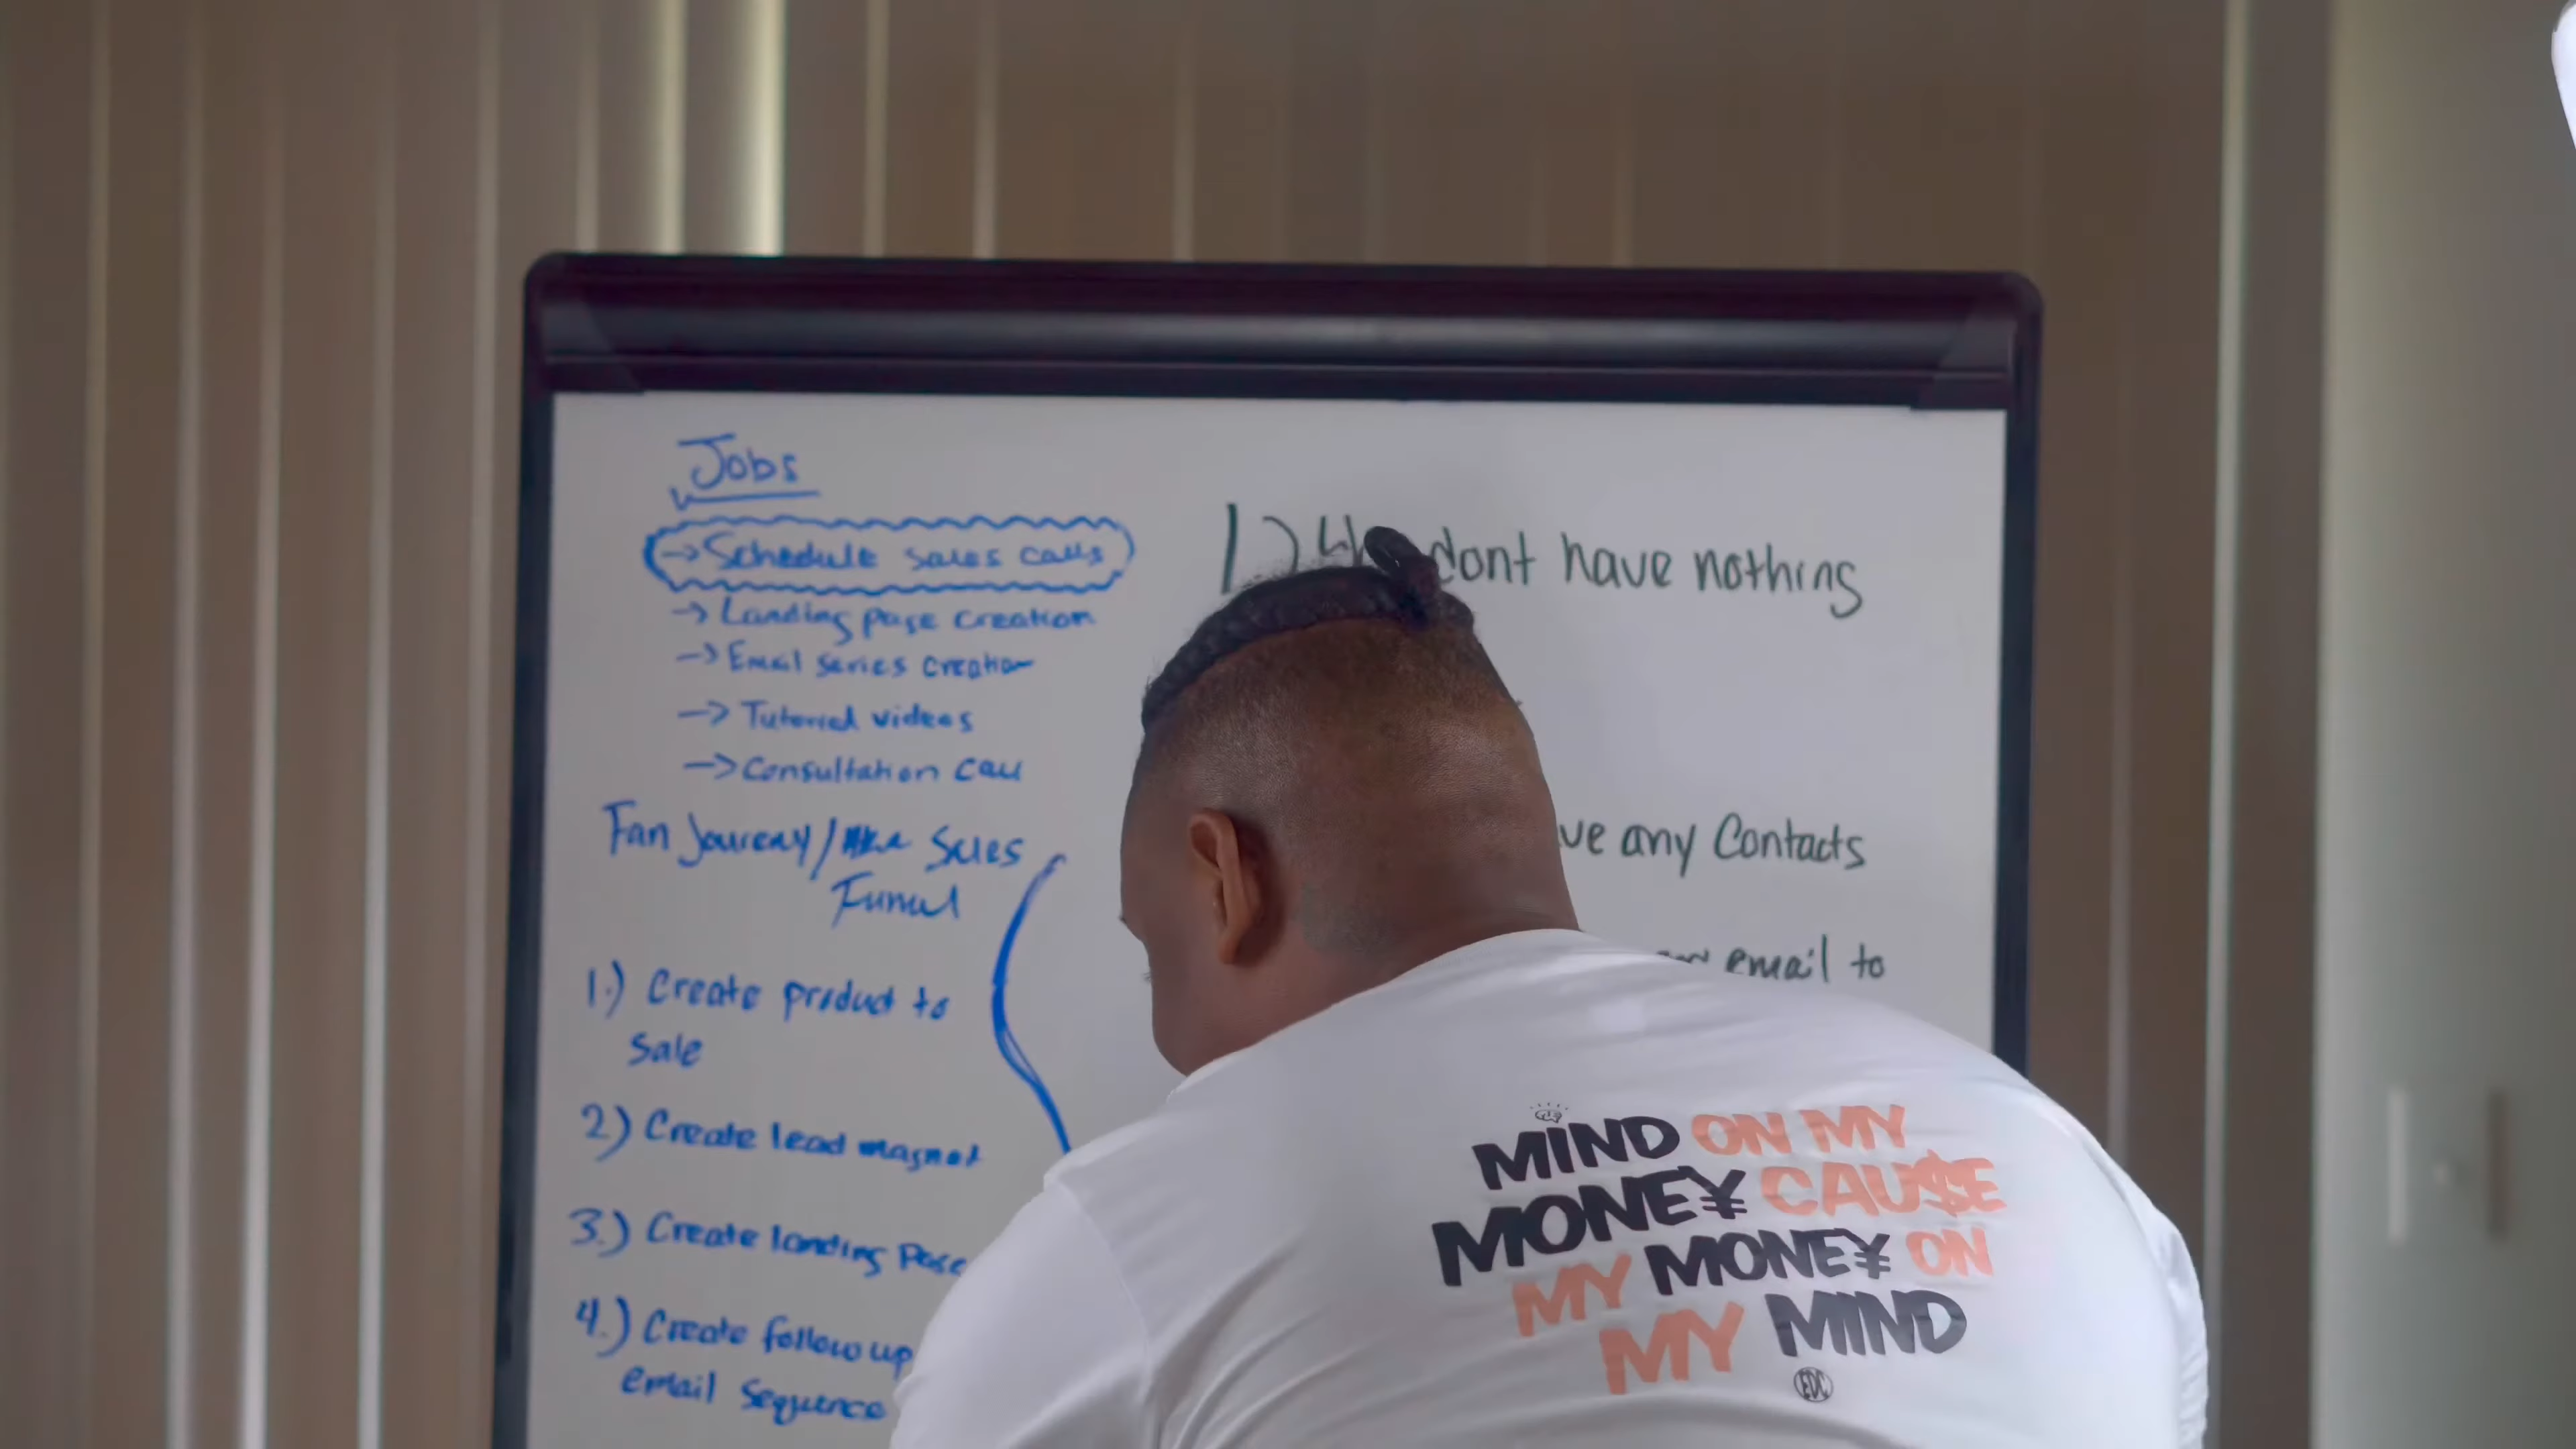 Jobs
→ Schedule sales calls
→ Landing page creation
→ Email series creation
→ Tutorial videos
→ Consultation call
Fan Joureny / Sales
Funnel
1.) Create product to
sale
2) Create lead magnet
3.) Create landing page
4.) Create follow up
email sequence
1) dont have nothing
any Contacts
email to
MIND ON MY
MONE¥ CAU$E
MY MONE¥ ON
MY MIND
EDC